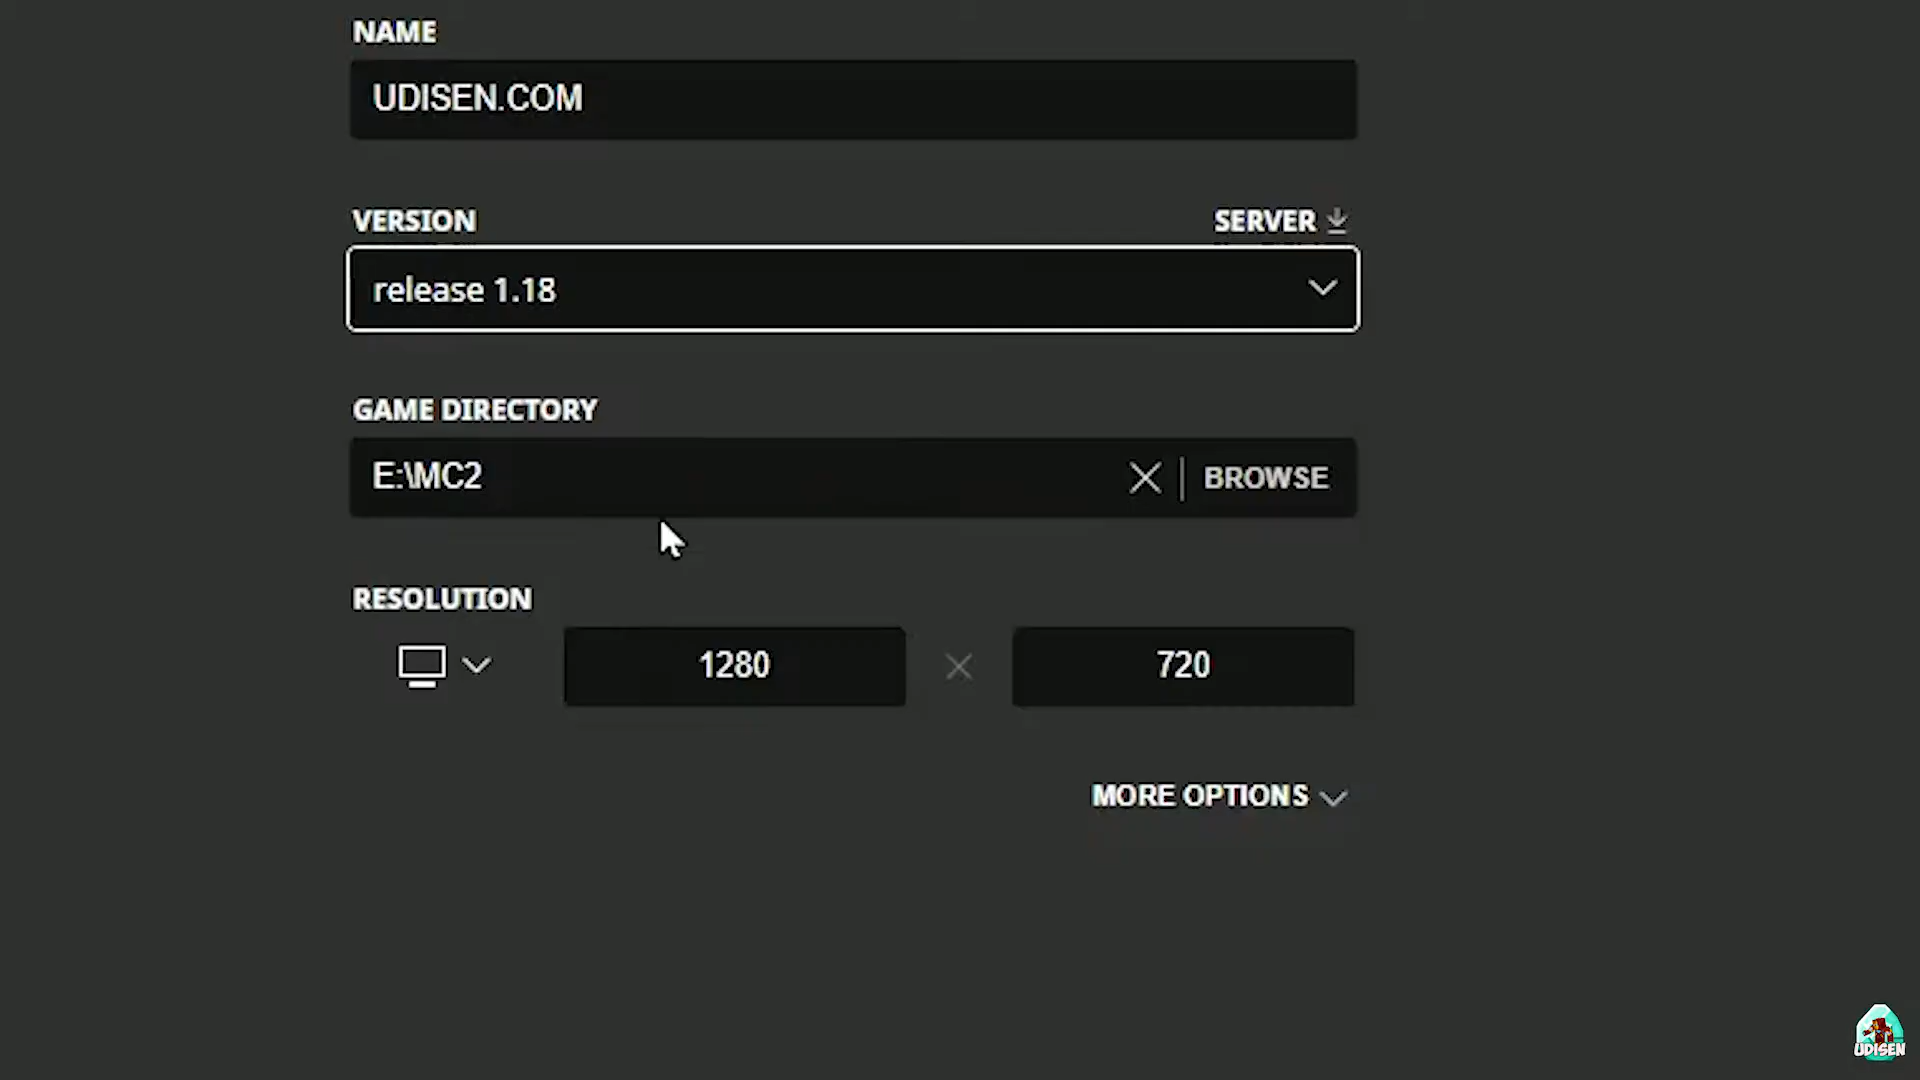 NAME
UDISEN.COM
VERSION
SERVER
release 1.18
GAME DIRECTORY
E:\MC2
BROWSE
RESOLUTION
1280
720
MORE OPTIONS
UDISEN